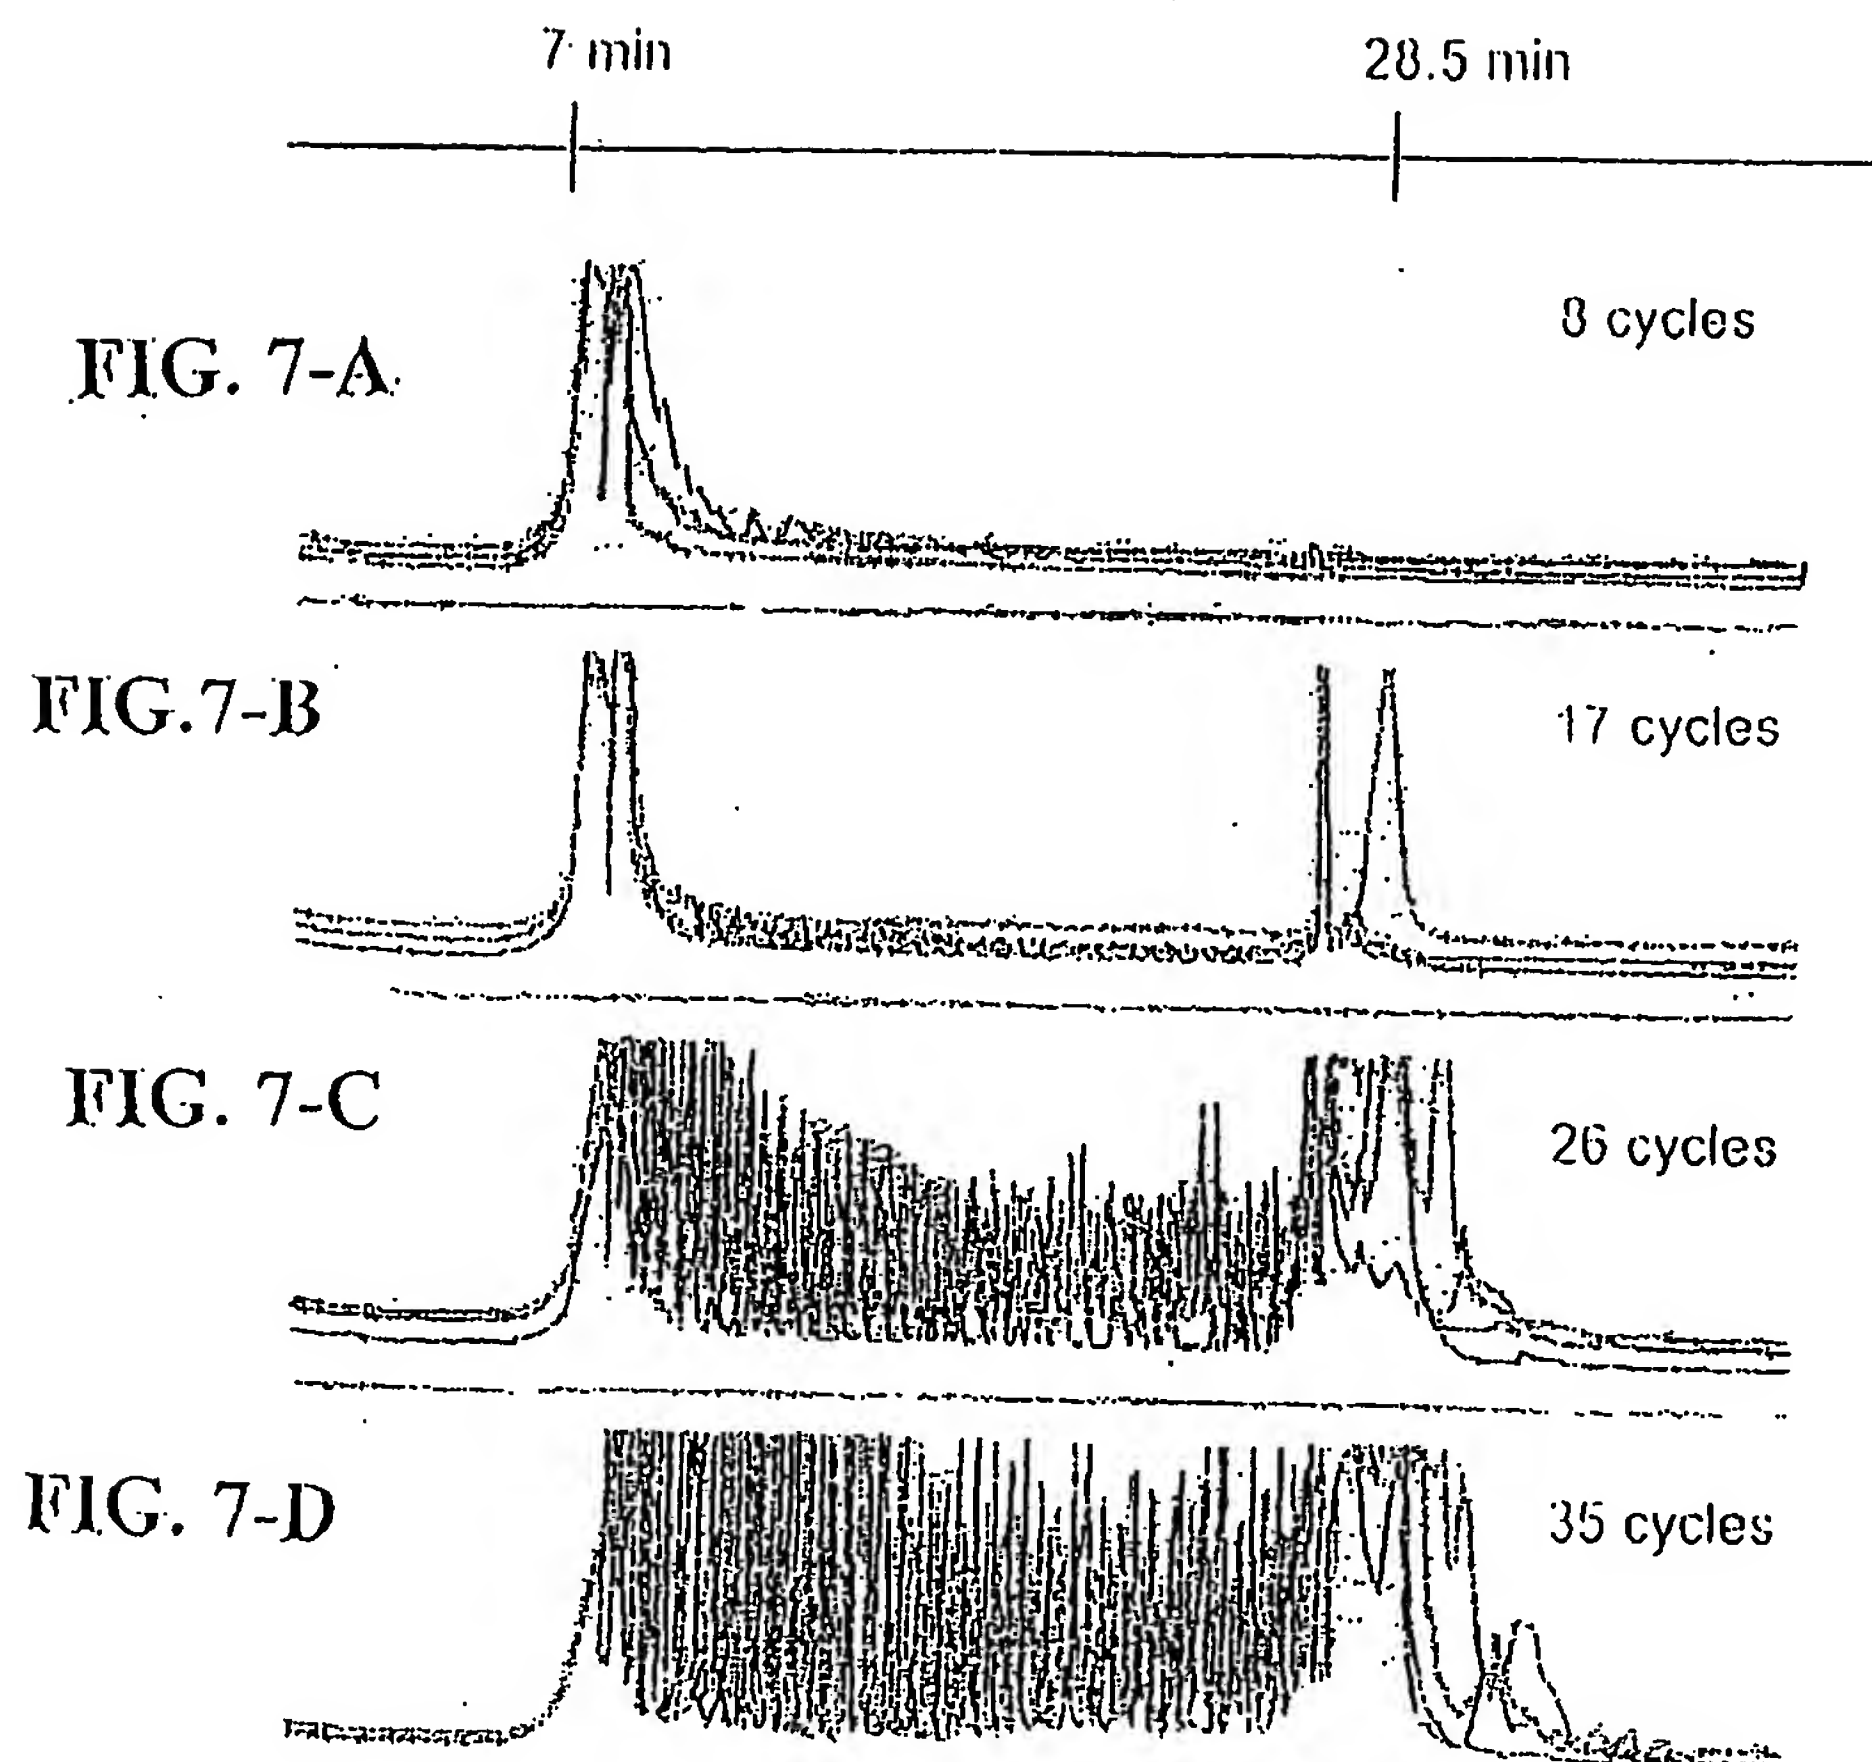 7 min
28.5 min
8 cycles
FIG. 7-A
FIG.7-B
17 cycles
FIG. 7-C
26 cycles
FIG. 7-D
35 cycles